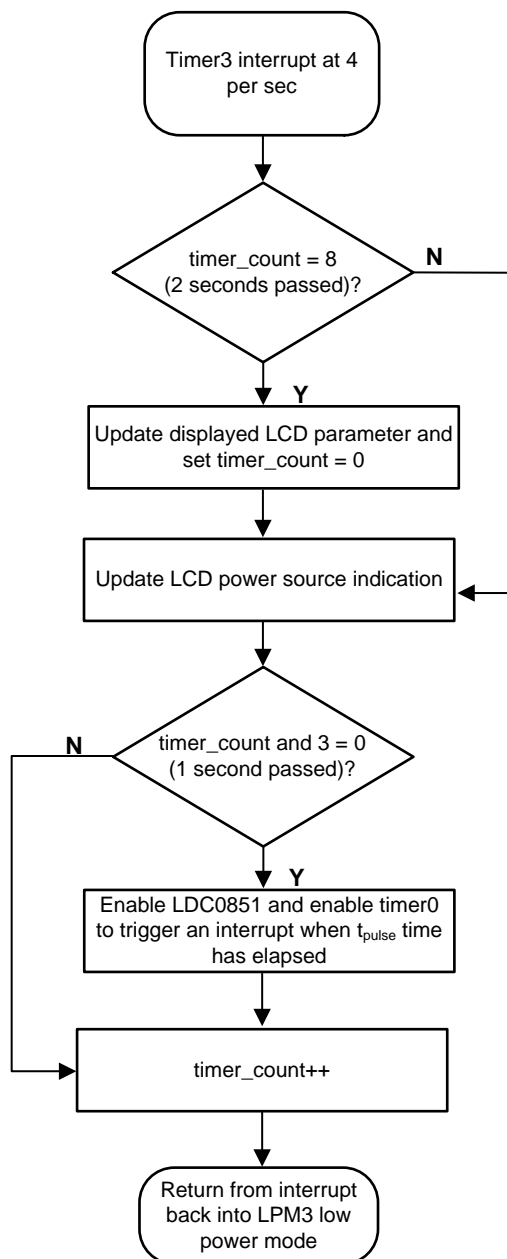 Timer3 interrupt at 4
per sec
timer_count = 8
(2 seconds passed)?
N
Y
Update displayed LCD parameter and
set timer_count = 0
Update LCD power source indication
N
timer_count and 3 = 0
(1 second passed)?
Y
Enable LDC0851 and enable timer0
to trigger an interrupt when tpulse time
has elapsed
timer_count++
Return from interrupt
back into LPM3 low
power mode